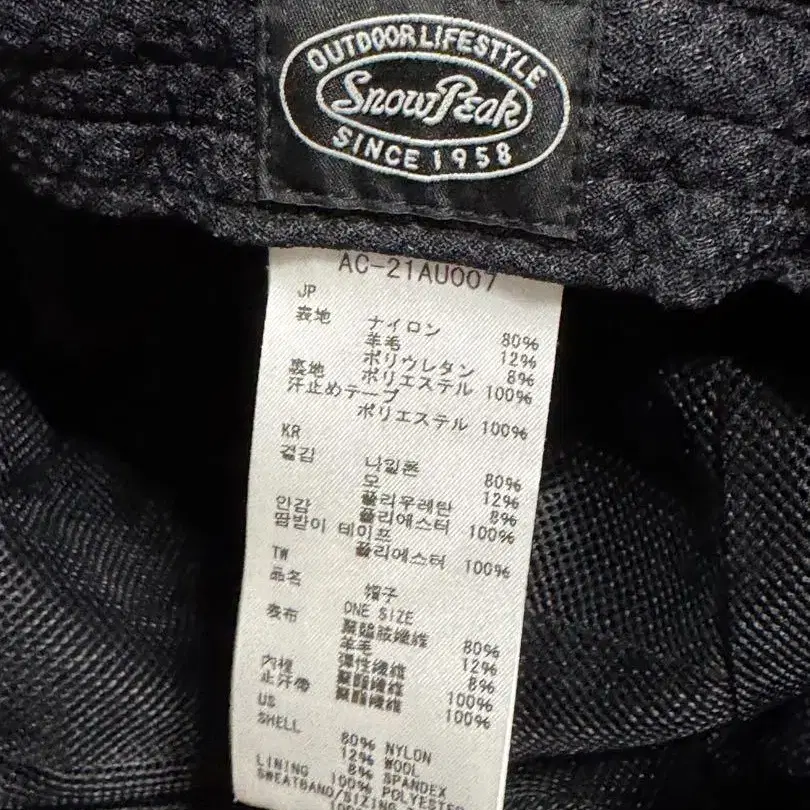 OUTDOOR LIFESTYLE
Snow Peak
SINCE 1958
AC-21AU007
JP
表地 ナイロン 80%
羊毛 12%
ポリウレタン 8%
裏地 ポリエステル 100%
汗止めテープ
ポリエステル 100%
KR
겉감 나일론 80%
모 12%
폴리우레탄 8%
안감 폴리에스터 100%
땀받이 테이프
폴리에스터 100%
TW
品名 帽子
ONE SIZE
表布 聚醯胺纖維 80%
羊毛 12%
彈性纖維 8%
內裡 聚酯纖維 100%
止汗帶 聚酯纖維 100%
US
SHELL
80% NYLON
12% WOOL
8% SPANDEX
LINING 100% POLYESTER
SWEATBAND/SIZING